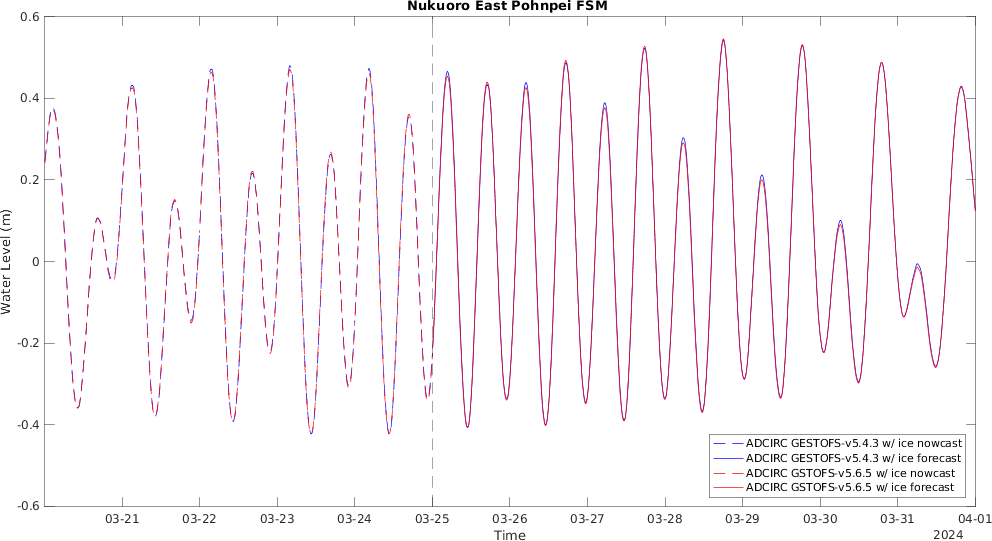 Nukuoro East Pohnpei FSM
0.6
0.4
0.2
0
-0.2
-0.4
-0.6
Water Level (m)
03-21 03-22 03-23 03-24 03-25 03-26 03-27 03-28 03-29 03-30 03-31 04-01
Time
2024
ADCIRC GESTOFS-v5.4.3 w/ ice nowcast
ADCIRC GESTOFS-v5.4.3 w/ ice forecast
ADCIRC GSTOFS-v5.6.5 w/ ice nowcast
ADCIRC GSTOFS-v5.6.5 w/ ice forecast